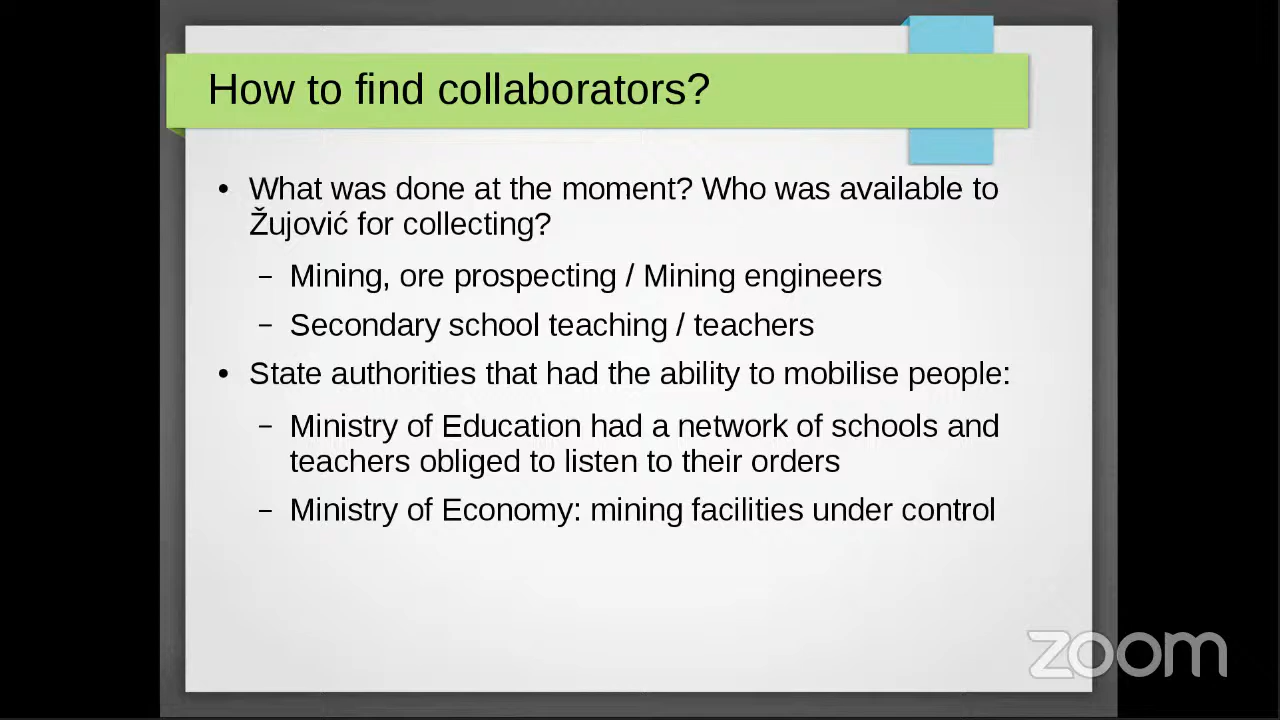 How to find collaborators?
• What was done at the moment? Who was available to
Žujović for collecting?
– Mining, ore prospecting / Mining engineers
– Secondary school teaching / teachers
• State authorities that had the ability to mobilise people:
– Ministry of Education had a network of schools and
teachers obliged to listen to their orders
– Ministry of Economy: mining facilities under control
zoom